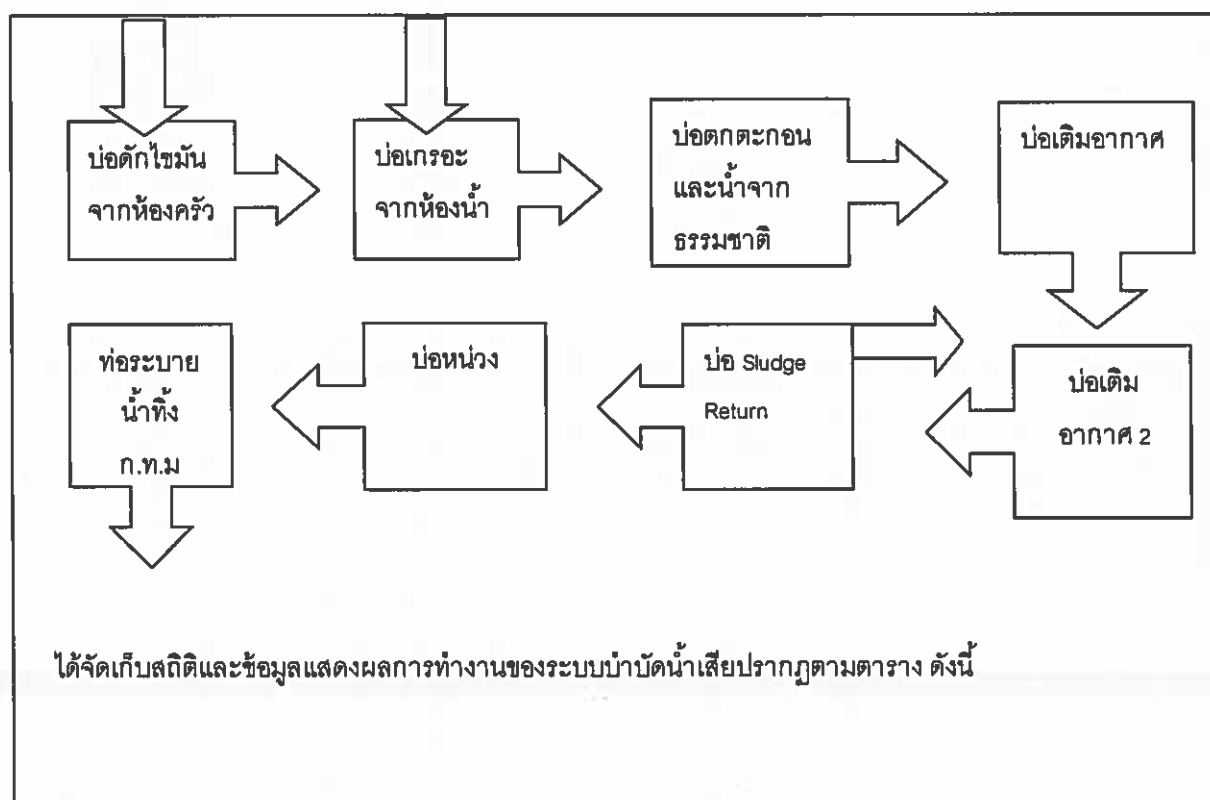 บ่อดักไขมัน
จากห้องครัว
บ่อเกรอะ
จากห้องน้ำ
บ่อตกตะกอน
และน้ำจาก
ธรรมชาติ
บ่อเติมอากาศ
บ่อเติม
อากาศ 2
บ่อ Sludge
Return
บ่อหน่วง
ท่อระบาย
น้ำทิ้ง
ก.ท.ม
ได้จัดเก็บสถิติและข้อมูลแสดงผลการทำงานของระบบบำบัดน้ำเสียปรากฏตามตาราง ดังนี้